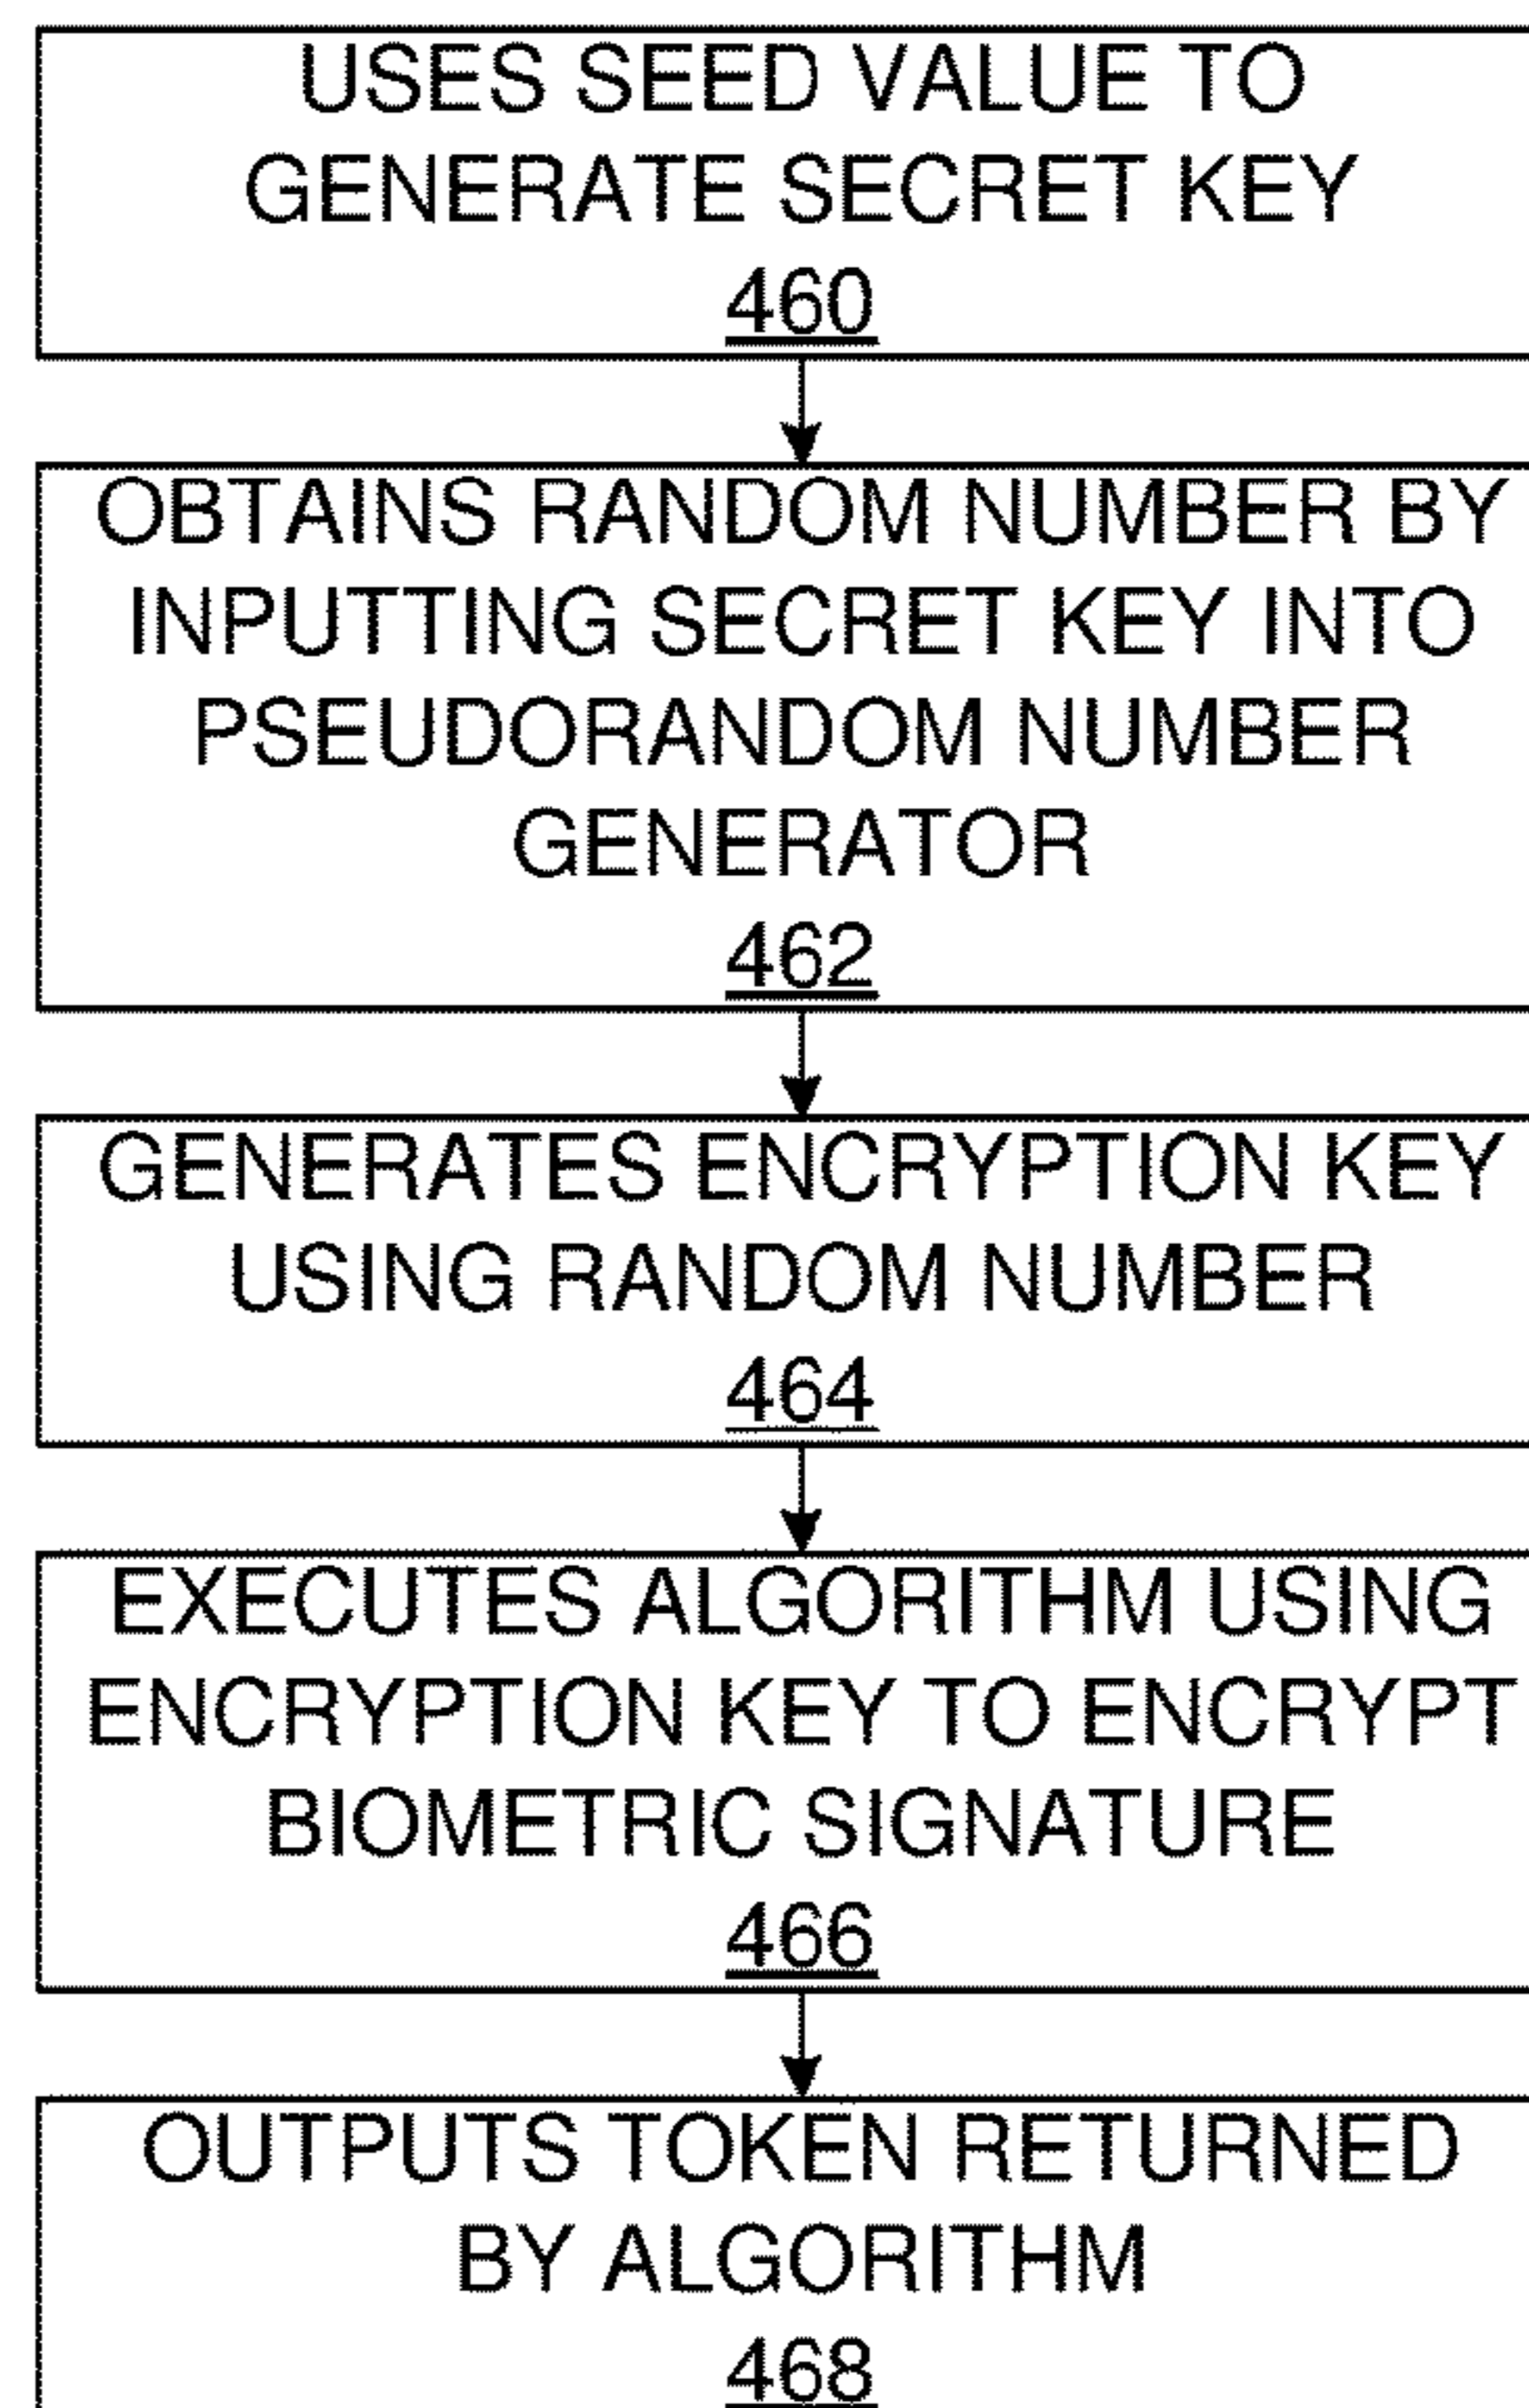 USES SEED VALUE TO
GENERATE SECRET KEY
460
OBTAINS RANDOM NUMBER BY
INPUTTING SECRET KEY INTO
PSEUDORANDOM NUMBER
GENERATOR
462
GENERATES ENCRYPTION KEY
USING RANDOM NUMBER
464
EXECUTES ALGORITHM USING
ENCRYPTION KEY TO ENCRYPT
BIOMETRIC SIGNATURE
466
OUTPUTS TOKEN RETURNED
BY ALGORITHM
468